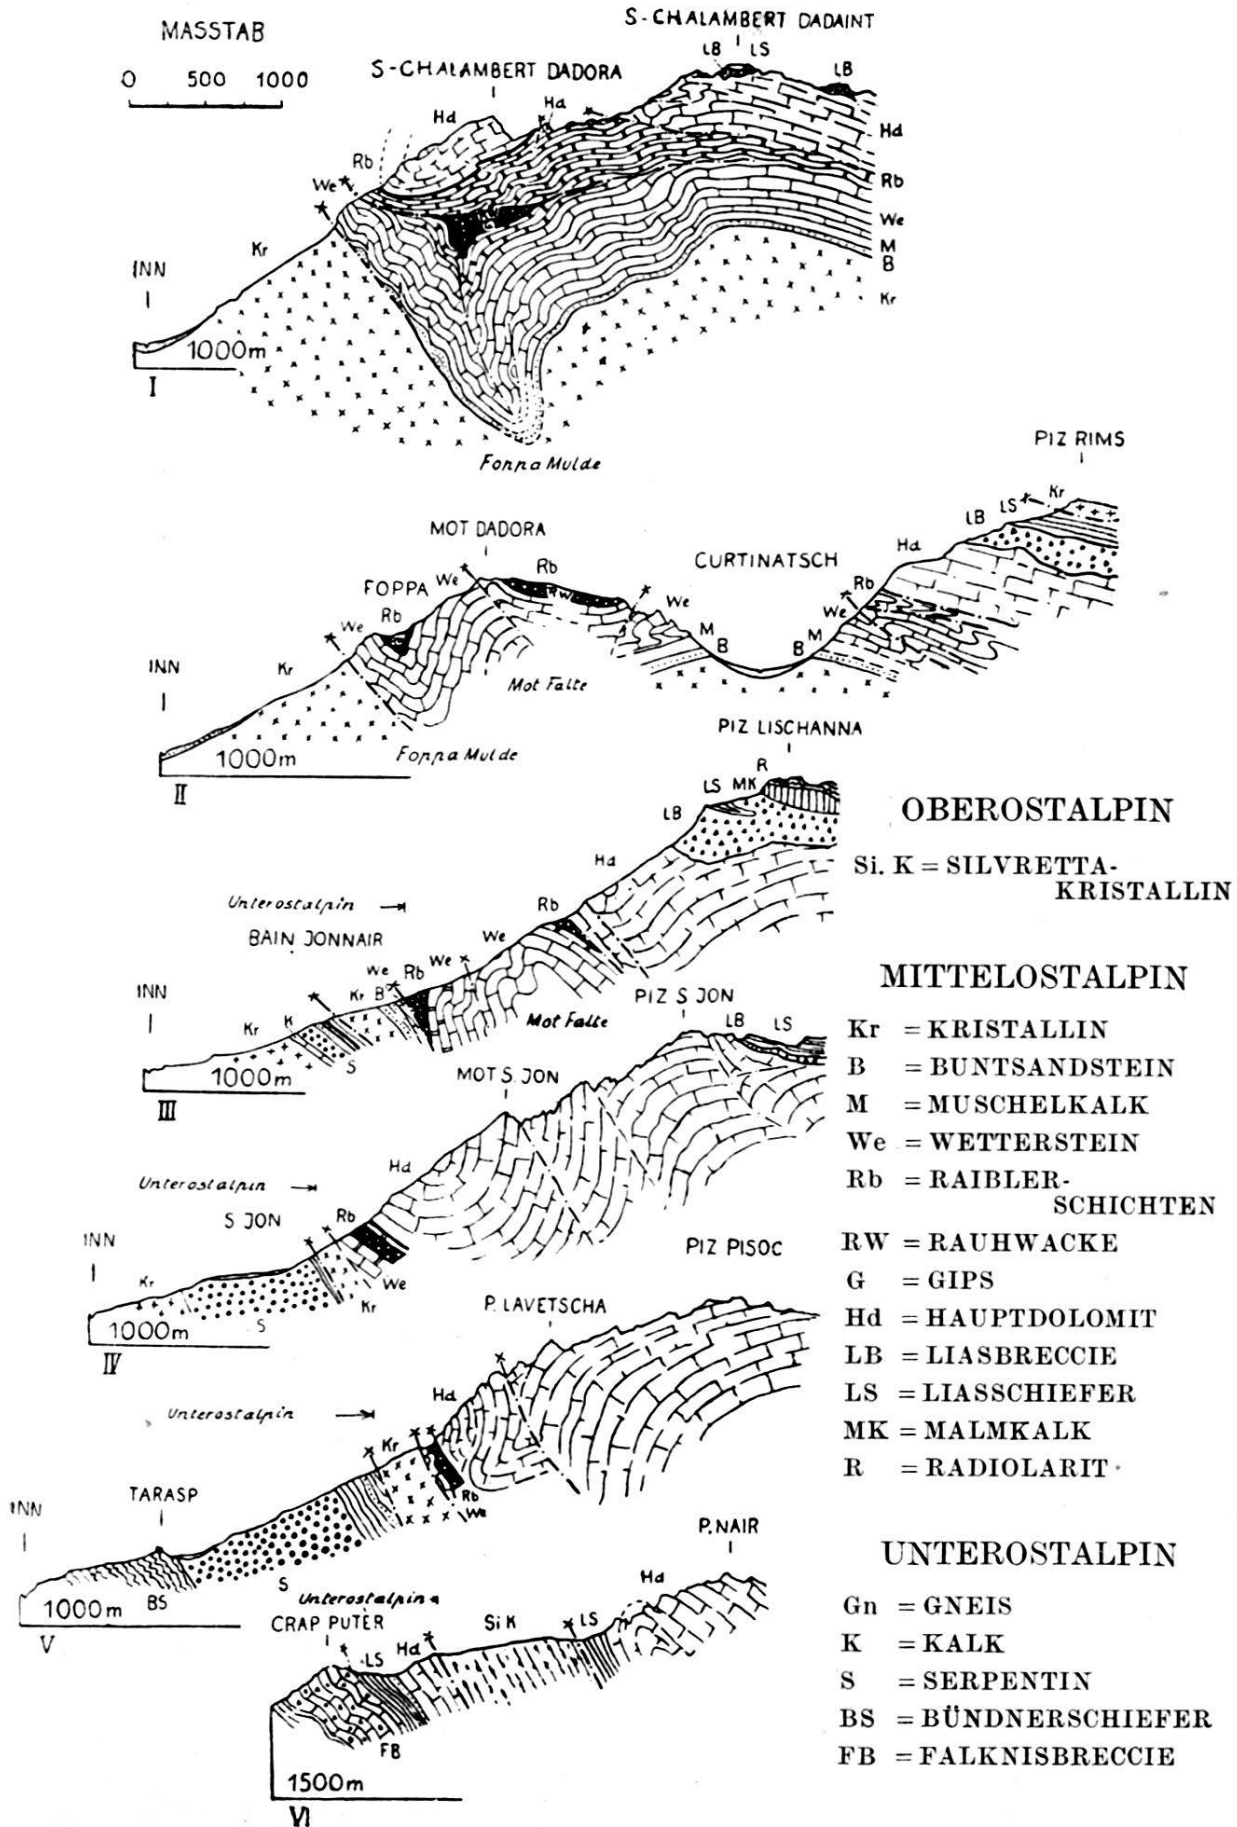 MASSTAB
0 500 1000
S-CHALAMBERT DADAINT
LB LS
LB
S-CHALAMBERT DADORA
Hd
Hd
Hd
Rb
We
Rb
We
M
B
Kr
Kr
INN
1000m
I
Foppa Mulde
PIZ RIMS
Kr
LS
LB
Hd
MOT DADORA
CURTINATSCH
Rb
We
FOPPA
Rb
RW
We
Rb
We
We
M
B
B
M
INN
Kr
Mot Falte
1000m
Foppa Mulde
II
PIZ LISCHANNA
R
LS MK
LB
Hd
Unterostalpin
BAIN JONNAIR
Rb
We
We
We
Rb
Kr B
INN
Kr
K
S
Mot Falte
1000m
III
PIZ S JON
LB LS
MOT S. JON
Hd
Unterostalpin
S JON
Rb
INN
Kr
We
Kr
S
1000m
IV
PIZ PISOC
P. LAVETSCHA
Hd
Unterostalpin
Kr
TARASP
INN
Rb
We
S
BS
1000m
V
P. NAIR
Hd
Unterostalpin
CRAP PUTER
Si K
LS
LS
Hd
FB
1500m
VI
OBEROSTALPIN
Si. K = SILVRETTA-
KRISTALLIN
MITTELOSTALPIN
Kr = KRISTALLIN
B = BUNTSANDSTEIN
M = MUSCHELKALK
We = WETTERSTEIN
Rb = RAIBLER-
SCHICHTEN
RW = RAUHWACKE
G = GIPS
Hd = HAUPTDOLOMIT
LB = LIASBRECCIE
LS = LIASSCHIEFER
MK = MALMKALK
R = RADIOLARIT
UNTEROSTALPIN
Gn = GNEIS
K = KALK
S = SERPENTIN
BS = BÜNDNERSCHIEFER
FB = FALKNISBRECCIE